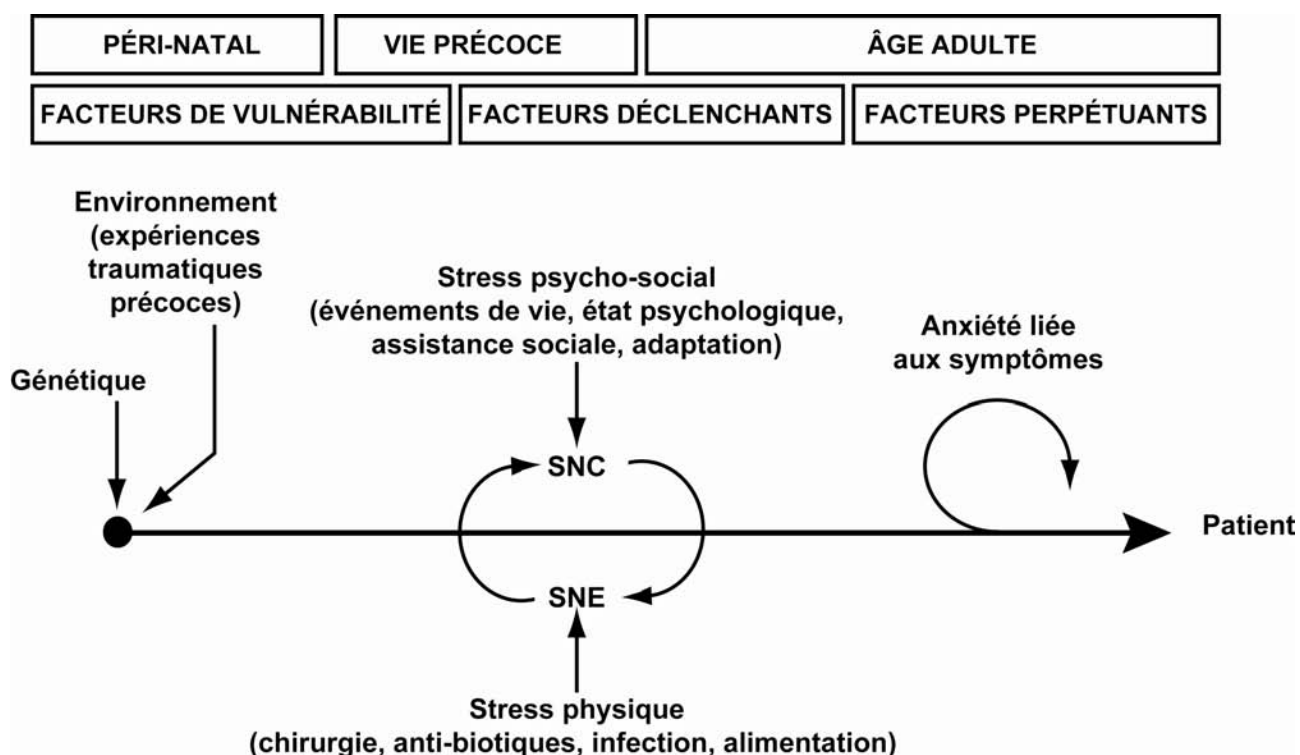 PÉRI-NATAL
VIE PRÉCOCE
ÂGE ADULTE
FACTEURS DE VULNÉRABILITÉ
FACTEURS DÉCLENCHANTS
FACTEURS PERPÉTUANTS
Environnement
(expériences
traumatiques
précoces)
Génétique
Stress psycho-social
(événements de vie, état psychologique,
assistance sociale, adaptation)
Anxiété liée
aux symptômes
SNC
Patient
SNE
Stress physique
(chirurgie, anti-biotiques, infection, alimentation)